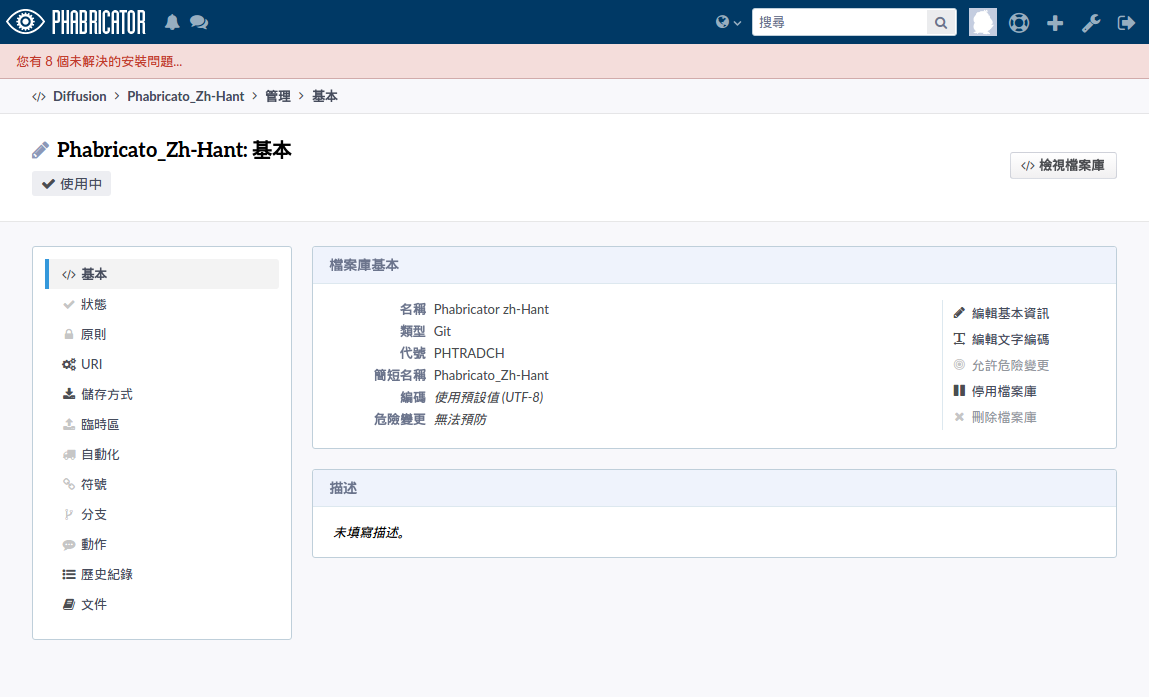 PHABRICATOR 搜尋
您有 8 個未解決的安裝問題...
Diffusion > Phabricato_Zh-Hant > 管理 > 基本
Phabricato_Zh-Hant: 基本
使用中
檢視檔案庫
基本
狀態
原則
URI
儲存方式
臨時區
自動化
符號
分支
動作
歷史紀錄
文件
檔案庫基本
名稱 Phabricator zh-Hant
類型 Git
代號 PHTRADCH
簡短名稱 Phabricato_Zh-Hant
編碼 使用預設值 (UTF-8)
危險變更 無法預防
編輯基本資訊
編輯文字編碼
允許危險變更
停用檔案庫
刪除檔案庫
描述
未填寫描述。